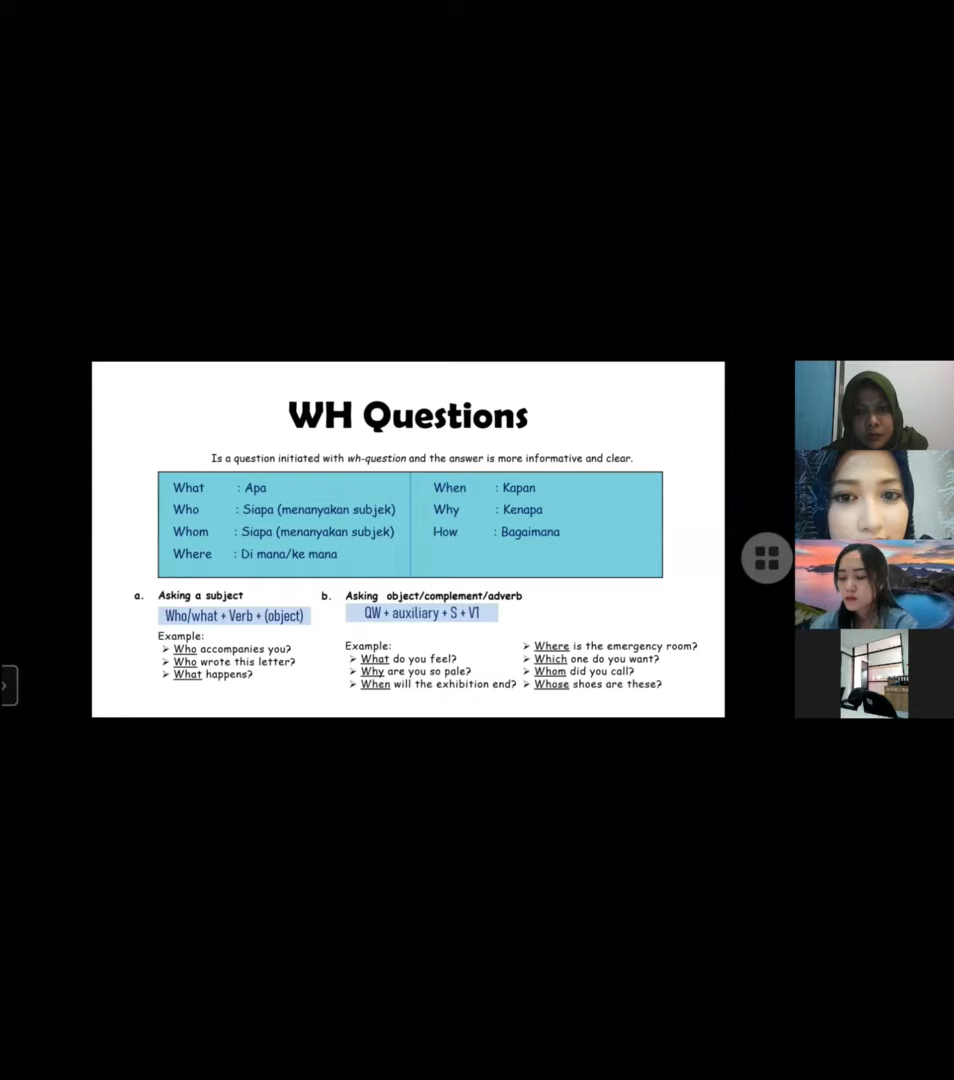 WH Questions
Is a question initiated with wh-question and the answer is more informative and clear.
What : Apa
Who : Siapa (menanyakan subjek)
Whom : Siapa (menanyakan subjek)
Where : Di mana/ke mana
When : Kapan
Why : Kenapa
How : Bagaimana
a. Asking a subject
Who/what + Verb + (object)
Example:
➢ Who accompanies you?
➢ Who wrote this letter?
➢ What happens?
b. Asking object/complement/adverb
QW + auxiliary + S + V1
Example:
➢ What do you feel?
➢ Why are you so pale?
➢ When will the exhibition end?
➢ Where is the emergency room?
➢ Which one do you want?
➢ Whom did you call?
➢ Whose shoes are these?